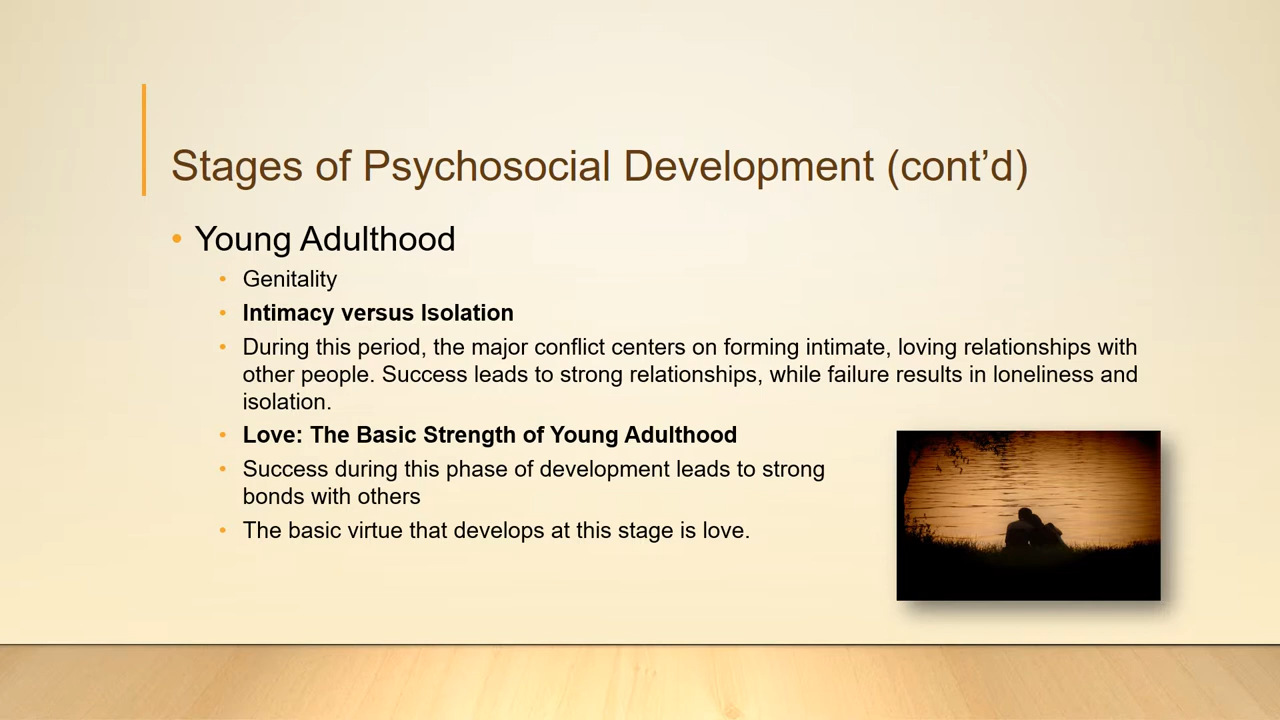 Stages of Psychosocial Development (cont’d)
• Young Adulthood
• Genitality
• Intimacy versus Isolation
• During this period, the major conflict centers on forming intimate, loving relationships with
other people. Success leads to strong relationships, while failure results in loneliness and
isolation.
• Love: The Basic Strength of Young Adulthood
• Success during this phase of development leads to strong
bonds with others
• The basic virtue that develops at this stage is love.